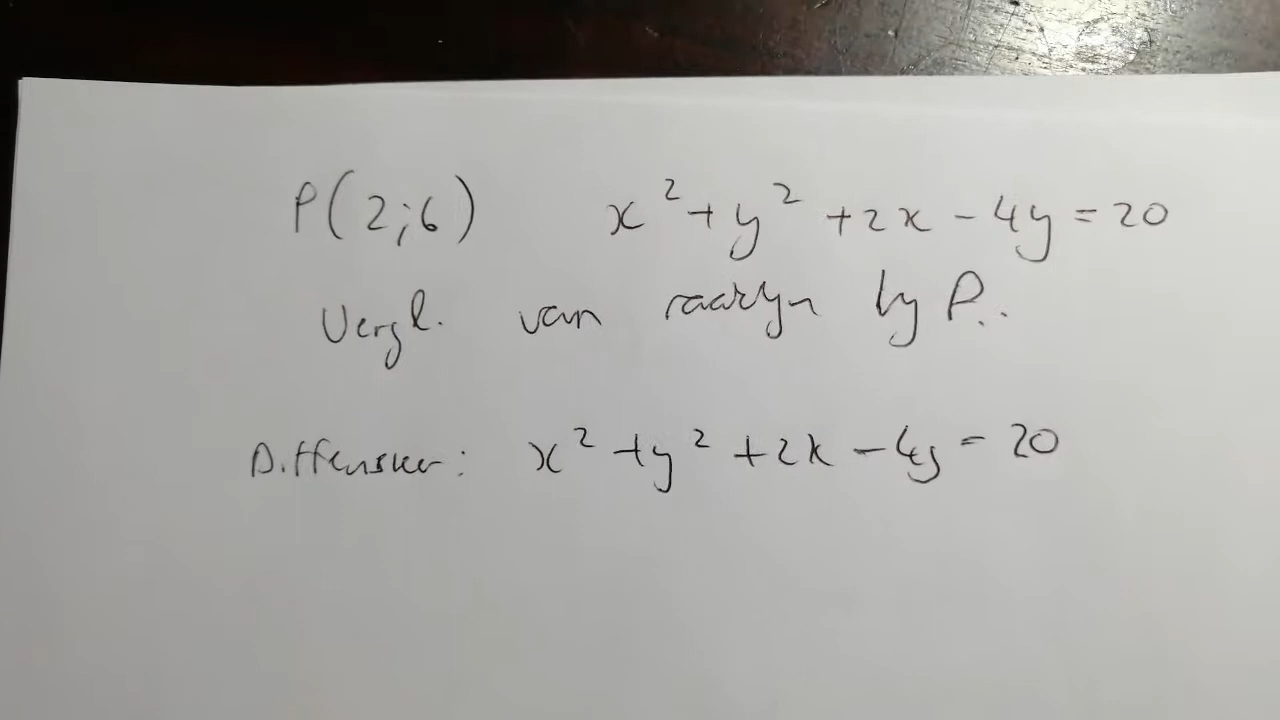 P(2;6) x² + y² + 2x - 4y = 20
Vergl. van raaklyn by P..
Differensieer: x² + y² + 2x - 4y = 20